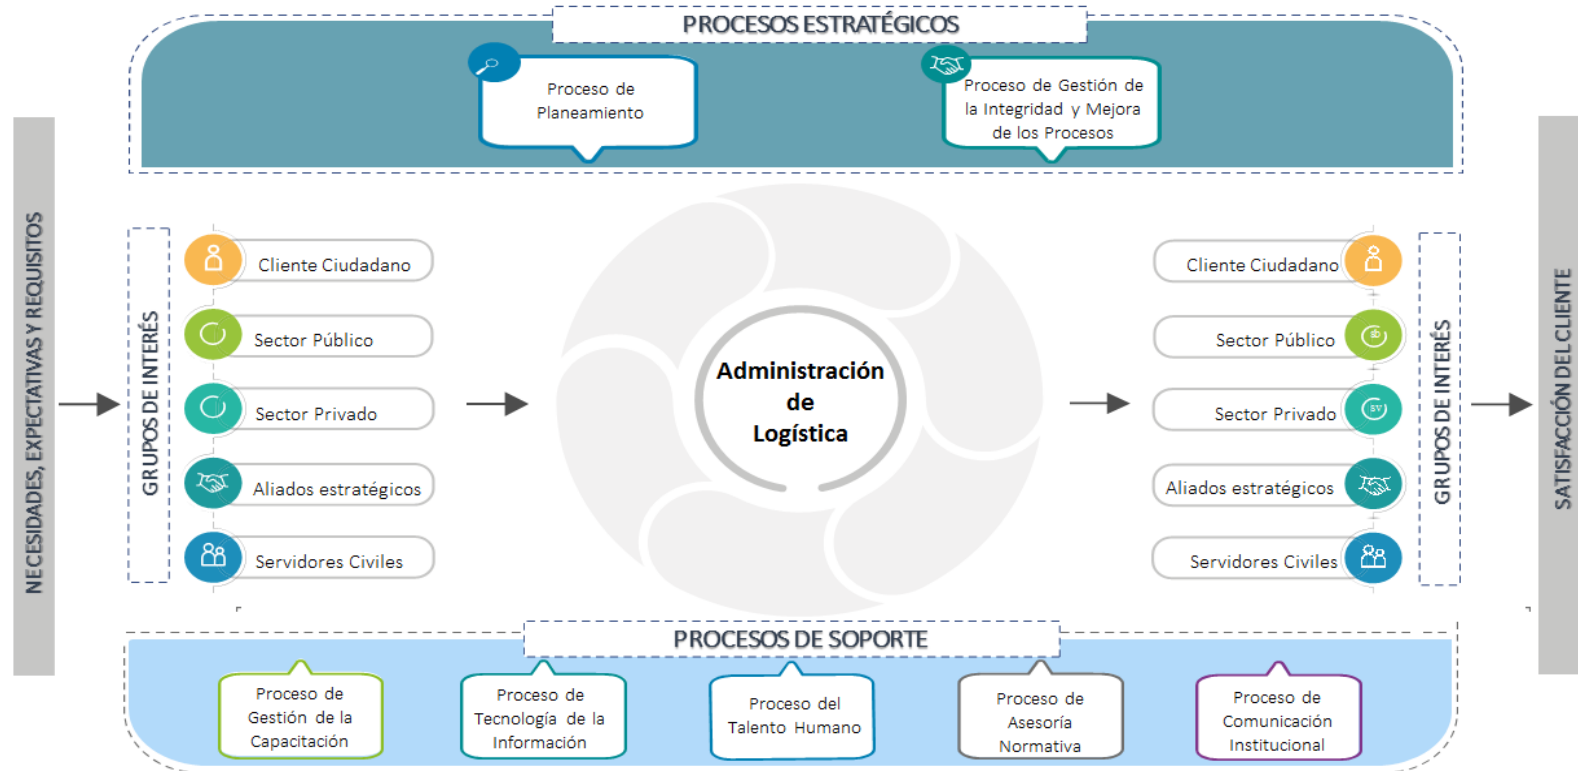 PROCESOS ESTRATÉGICOS
Proceso de
Planeamiento
Proceso de Gestión de
la Integridad y Mejora
de los Procesos
NECESIDADES, EXPECTATIVAS Y REQUISITOS
GRUPOS DE INTERÉS
Cliente Ciudadano
Sector Público
Sector Privado
Aliados estratégicos
Servidores Civiles
Administración
de
Logística
Cliente Ciudadano
Sector Público
Sector Privado
Aliados estratégicos
Servidores Civiles
GRUPOS DE INTERÉS
SATISFACCIÓN DEL CLIENTE
PROCESOS DE SOPORTE
Proceso de
Gestión de la
Capacitación
Proceso de
Tecnología de la
Información
Proceso del
Talento Humano
Proceso de
Asesoría
Normativa
Proceso de
Comunicación
Institucional